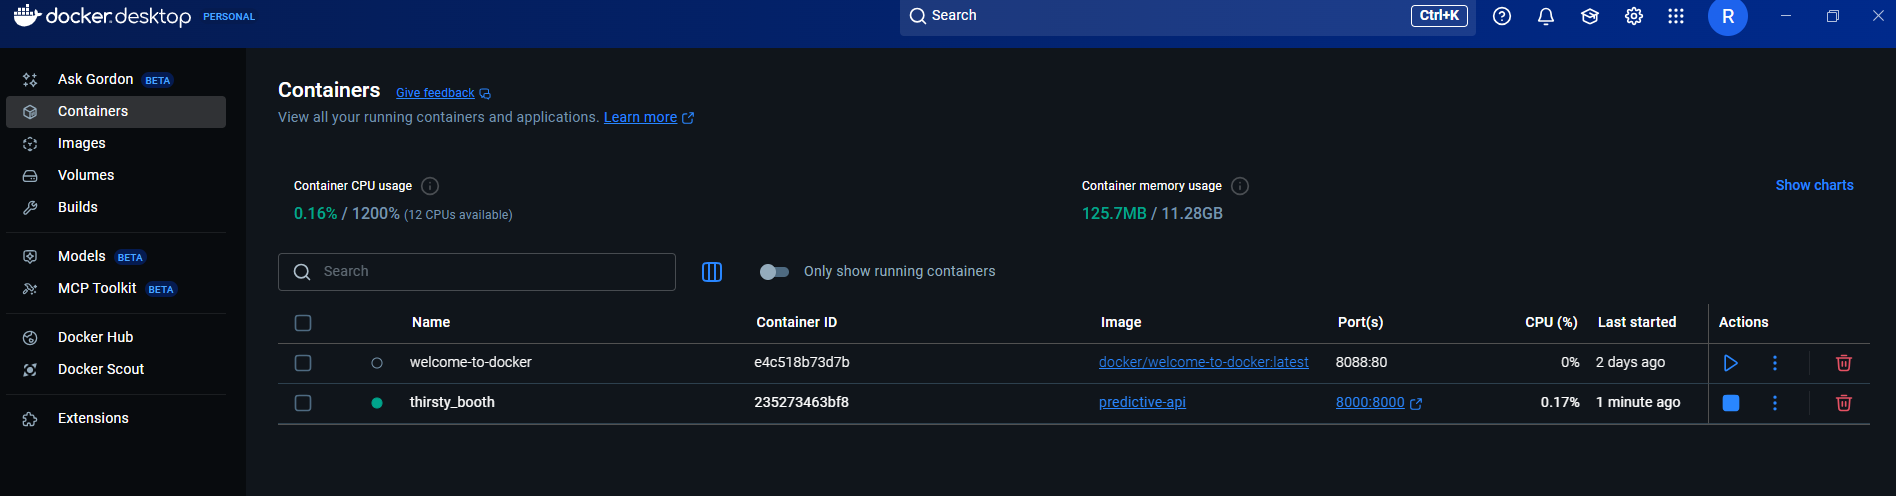 docker.desktop PERSONAL
Search Ctrl+K R
Ask Gordon BETA
Containers
Images
Volumes
Builds
Models BETA
MCP Toolkit BETA
Docker Hub
Docker Scout
Extensions
Containers Give feedback
View all your running containers and applications. Learn more
Container CPU usage
0.16% / 1200% (12 CPUs available)
Container memory usage
125.7MB / 11.28GB
Show charts
Search
Only show running containers
Name Container ID Image Port(s) CPU (%) Last started Actions
welcome-to-docker e4c518b73d7b docker/welcome-to-docker:latest 8088:80 0% 2 days ago
thirsty_booth 235273463bf8 predictive-api 8000:8000 0.17% 1 minute ago